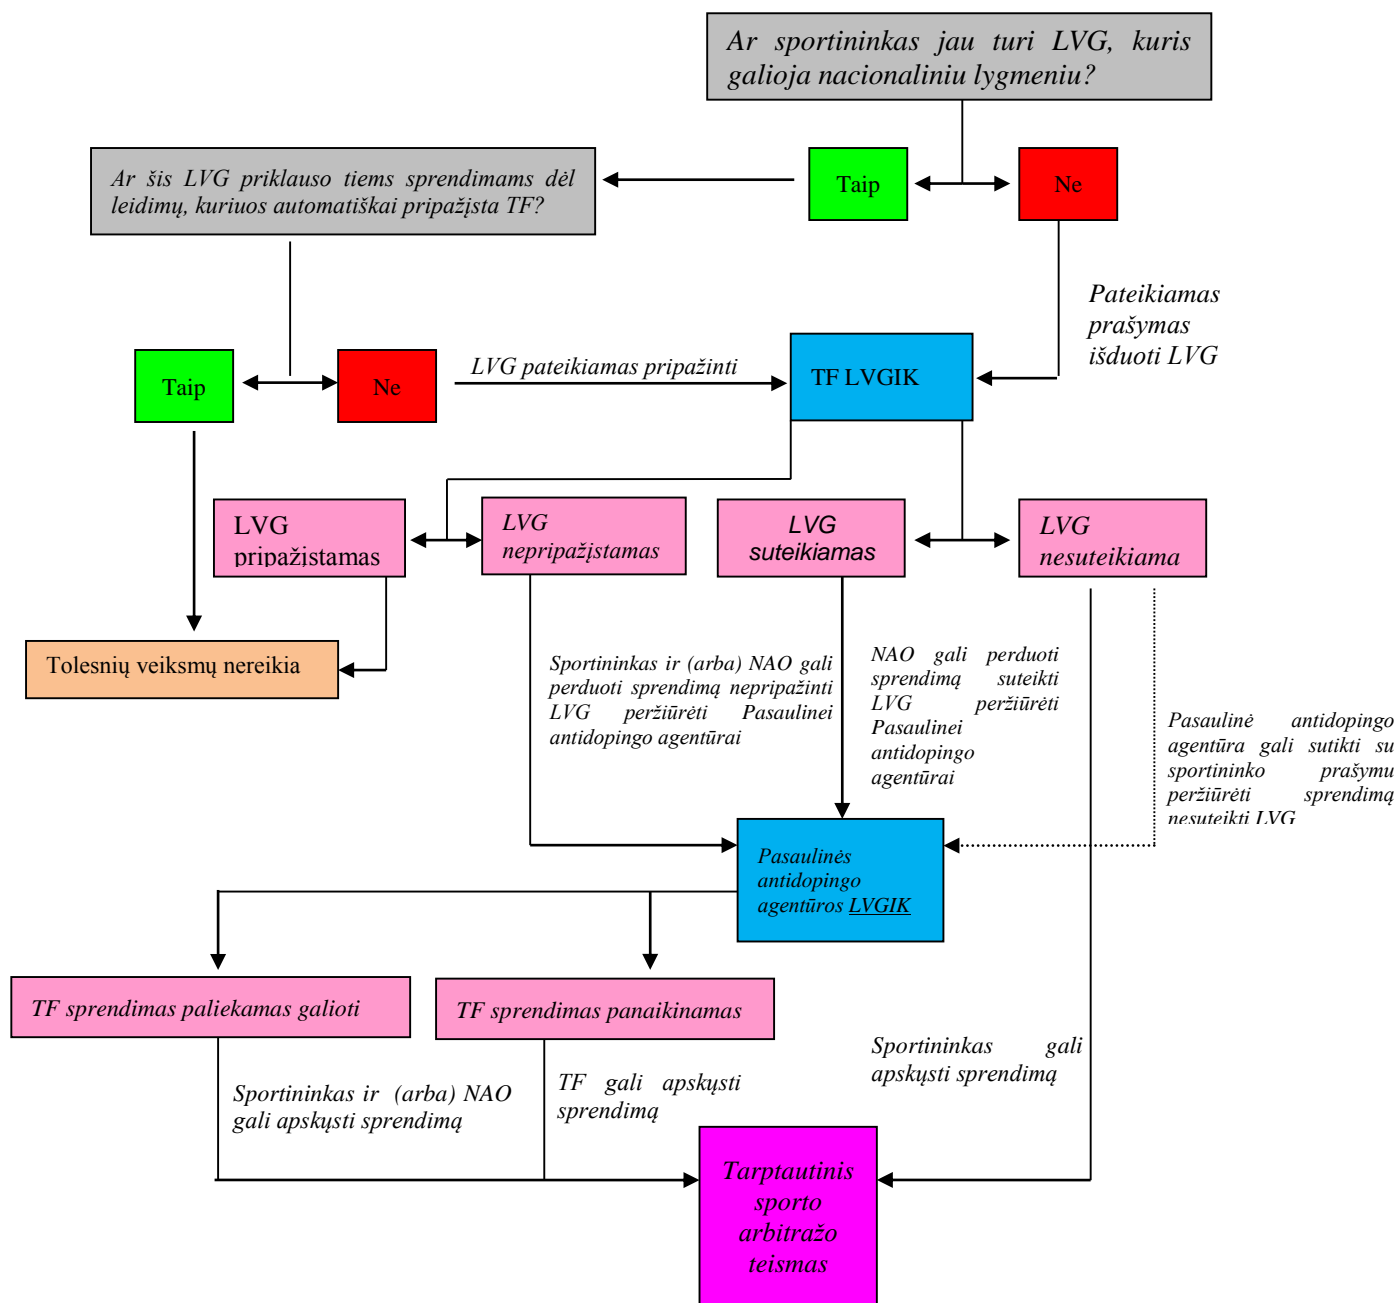 Ar sportininkas jau turi LVG, kuris
galioja nacionaliniu lygmeniu?
Ar šis LVG priklauso tiems sprendimams dėl
leidimų, kuriuos automatiškai pripažįsta TF?
Taip
Ne
Pateikiamas
prašymas
išduoti LVG
Taip
Ne
LVG pateikiamas pripažinti
TF LVGIK
LVG
pripažįstamas
LVG
nepripažįstamas
LVG
suteikiamas
LVG
nesuteikiama
Tolesnių veiksmų nereikia
Sportininkas ir (arba) NAO gali
perduoti sprendimą nepripažinti
LVG peržiūrėti Pasaulinei
antidopingo agentūrai
NAO gali perduoti
sprendimą suteikti
LVG peržiūrėti
Pasaulinei
antidopingo
agentūrai
Pasaulinė antidopingo
agentūra gali sutikti su
sportininko prašymu
peržiūrėti sprendimą
nesuteikti LVG
Pasaulinės
antidopingo
agentūros LVGIK
TF sprendimas paliekamas galioti
TF sprendimas panaikinamas
Sportininkas ir (arba) NAO
gali apskųsti sprendimą
TF gali apskųsti
sprendimą
Sportininkas gali
apskųsti sprendimą
Tarptautinis
sporto
arbitražo
teismas